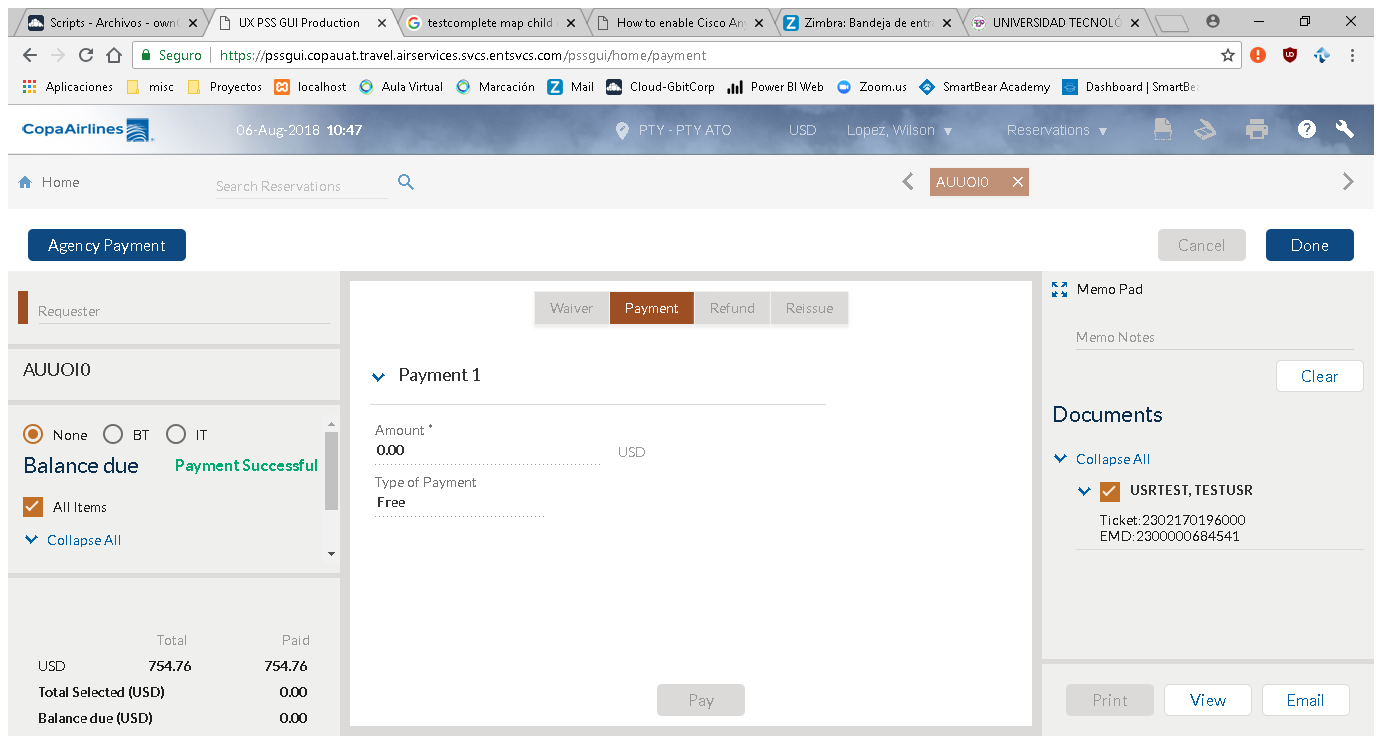 Scripts - Archivos - own
UX PSS GUI Production
testcomplete map child
How to enable Cisco An
Zimbra: Bandeja de entr
UNIVERSIDAD TECNOLÓ
Seguro
https://pssgui.copauat.travel.airservices.svcs.entsvcs.com/pssgui/home/payment
Aplicaciones misc Proyectos localhost Aula Virtual Marcación Mail Cloud-GbitCorp Power BI Web Zoom.us SmartBear Academy Dashboard | SmartBe
CopaAirlines 06-Aug-2018 10:47 PTY - PTY ATO USD Lopez, Wilson Reservations
Home Search Reservations AUUOI0
Agency Payment Cancel Done
Requester
AUUOI0
None BT IT
Balance due Payment Successful
All Items
Collapse All
Total Paid
USD 754.76 754.76
Total Selected (USD) 0.00
Balance due (USD) 0.00
Waiver Payment Refund Reissue
Payment 1
Amount *
0.00 USD
Type of Payment
Free
Pay
Memo Pad
Memo Notes
Clear
Documents
Collapse All
USRTEST, TESTUSR
Ticket:2302170196000
EMD:2300000684541
Print View Email